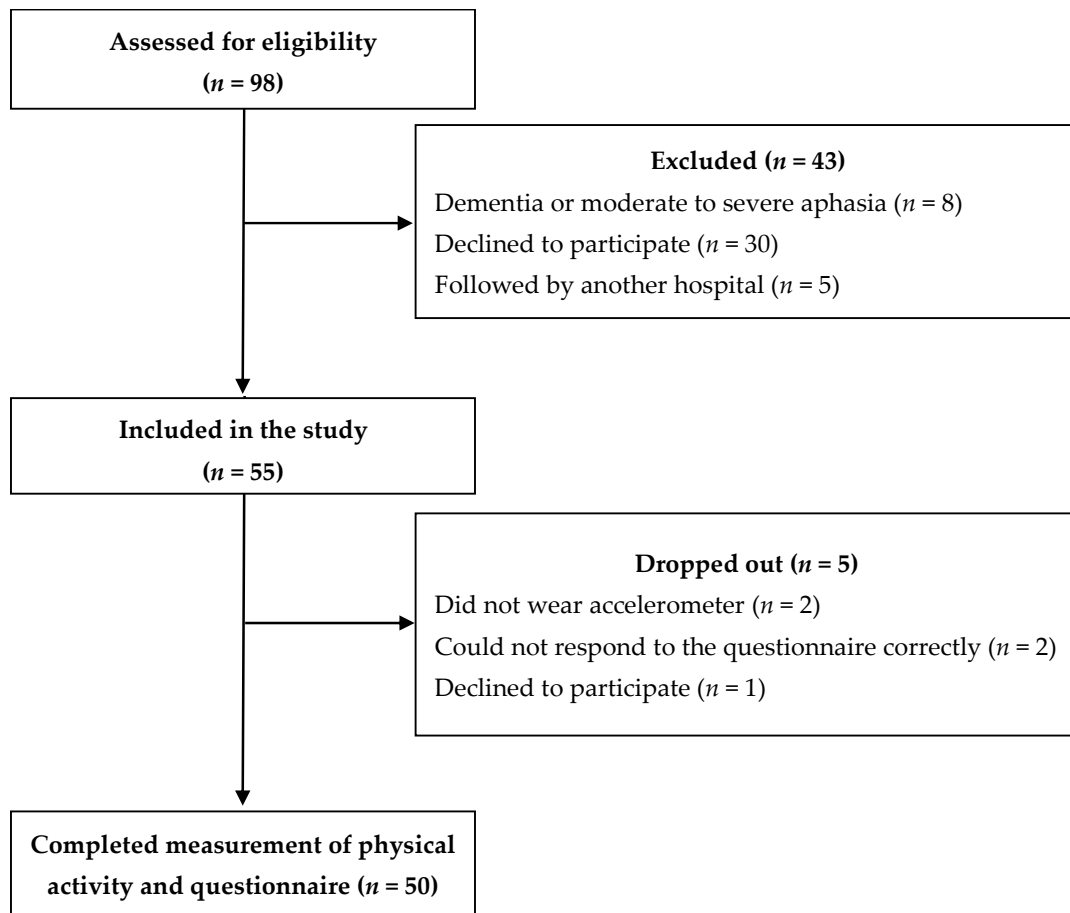 Assessed for eligibility
(n = 98)
Excluded (n = 43)
Dementia or moderate to severe aphasia (n = 8)
Declined to participate (n = 30)
Followed by another hospital (n = 5)
Included in the study
(n = 55)
Dropped out (n = 5)
Did not wear accelerometer (n = 2)
Could not respond to the questionnaire correctly (n = 2)
Declined to participate (n = 1)
Completed measurement of physical
activity and questionnaire (n = 50)